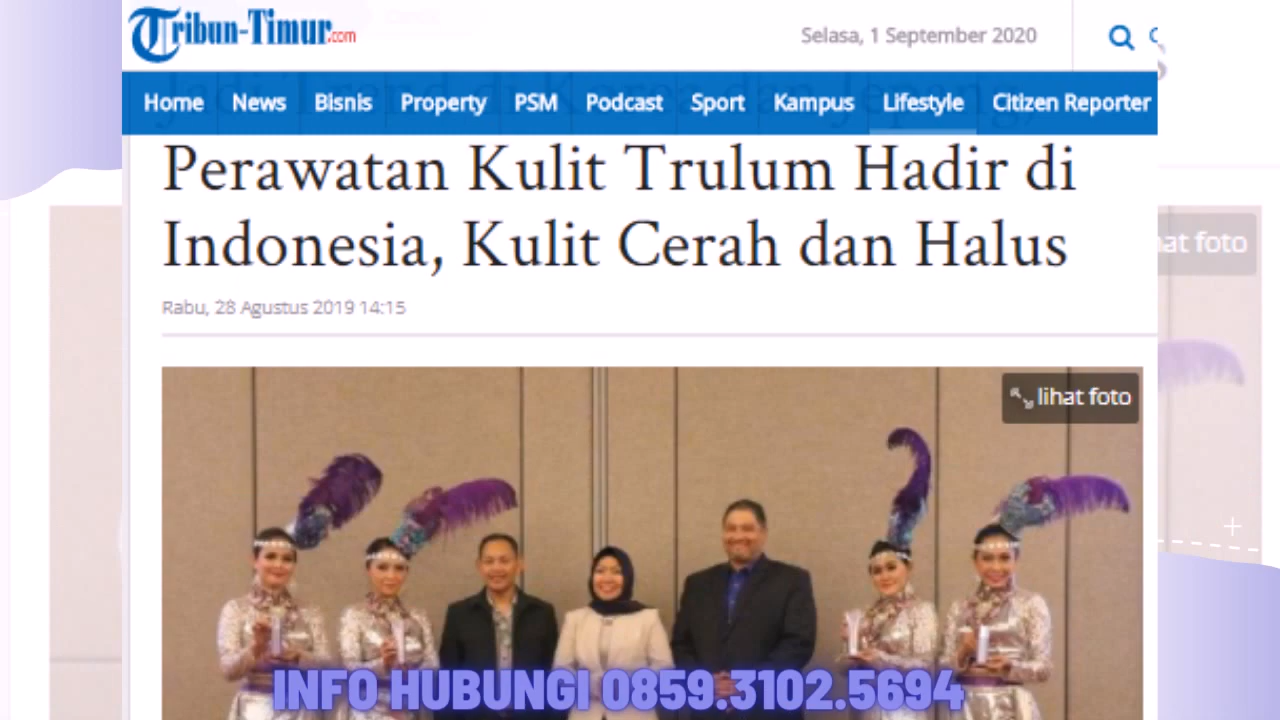 Tribun-Timur.com
Selasa, 1 September 2020
Home News Bisnis Property PSM Podcast Sport Kampus Lifestyle Citizen Reporter
Perawatan Kulit Trulum Hadir di
Indonesia, Kulit Cerah dan Halus
Rabu, 28 Agustus 2019 14:15
lihat foto
hat foto
INFO HUBUNGI 0859.3102.5694